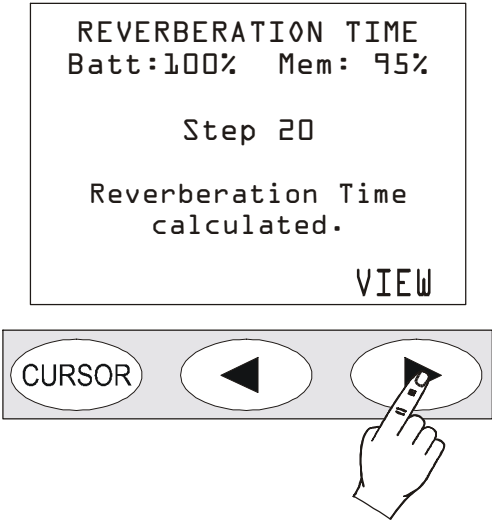 REVERBERATION TIME
Batt:100% Mem: 95%
Step 20
Reverberation Time
calculated.
VIEW
CURSOR